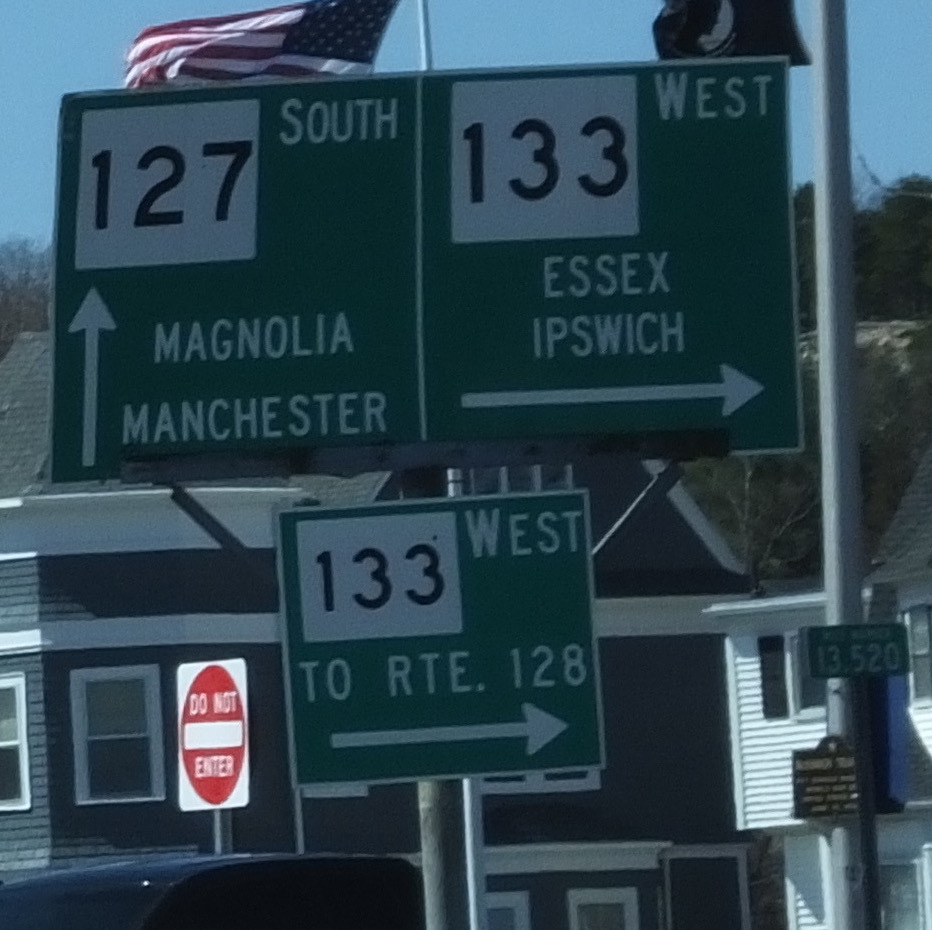 127 SOUTH
MAGNOLIA
MANCHESTER
133 WEST
ESSEX
IPSWICH
133 WEST
TO RTE. 128
DO NOT
ENTER
13.520